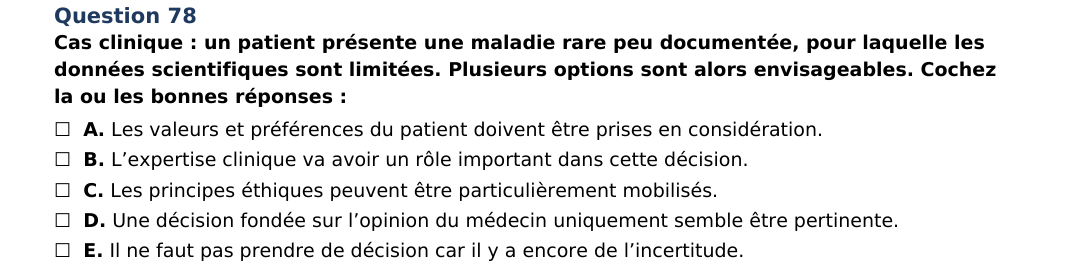 Question 78
Cas clinique : un patient présente une maladie rare peu documentée, pour laquelle les
données scientifiques sont limitées. Plusieurs options sont alors envisageables. Cochez
la ou les bonnes réponses :
☐ A. Les valeurs et préférences du patient doivent être prises en considération.
☐ B. L’expertise clinique va avoir un rôle important dans cette décision.
☐ C. Les principes éthiques peuvent être particulièrement mobilisés.
☐ D. Une décision fondée sur l’opinion du médecin uniquement semble être pertinente.
☐ E. Il ne faut pas prendre de décision car il y a encore de l’incertitude.